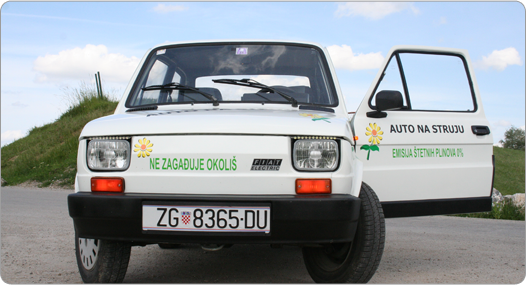 AUTO NA STRUJU
EMISIJA ŠTETNIH PLINOVA 0%
NE ZAGAĐUJE OKOLIŠ
FIAT
ELECTRIC
ZG 8365-DU